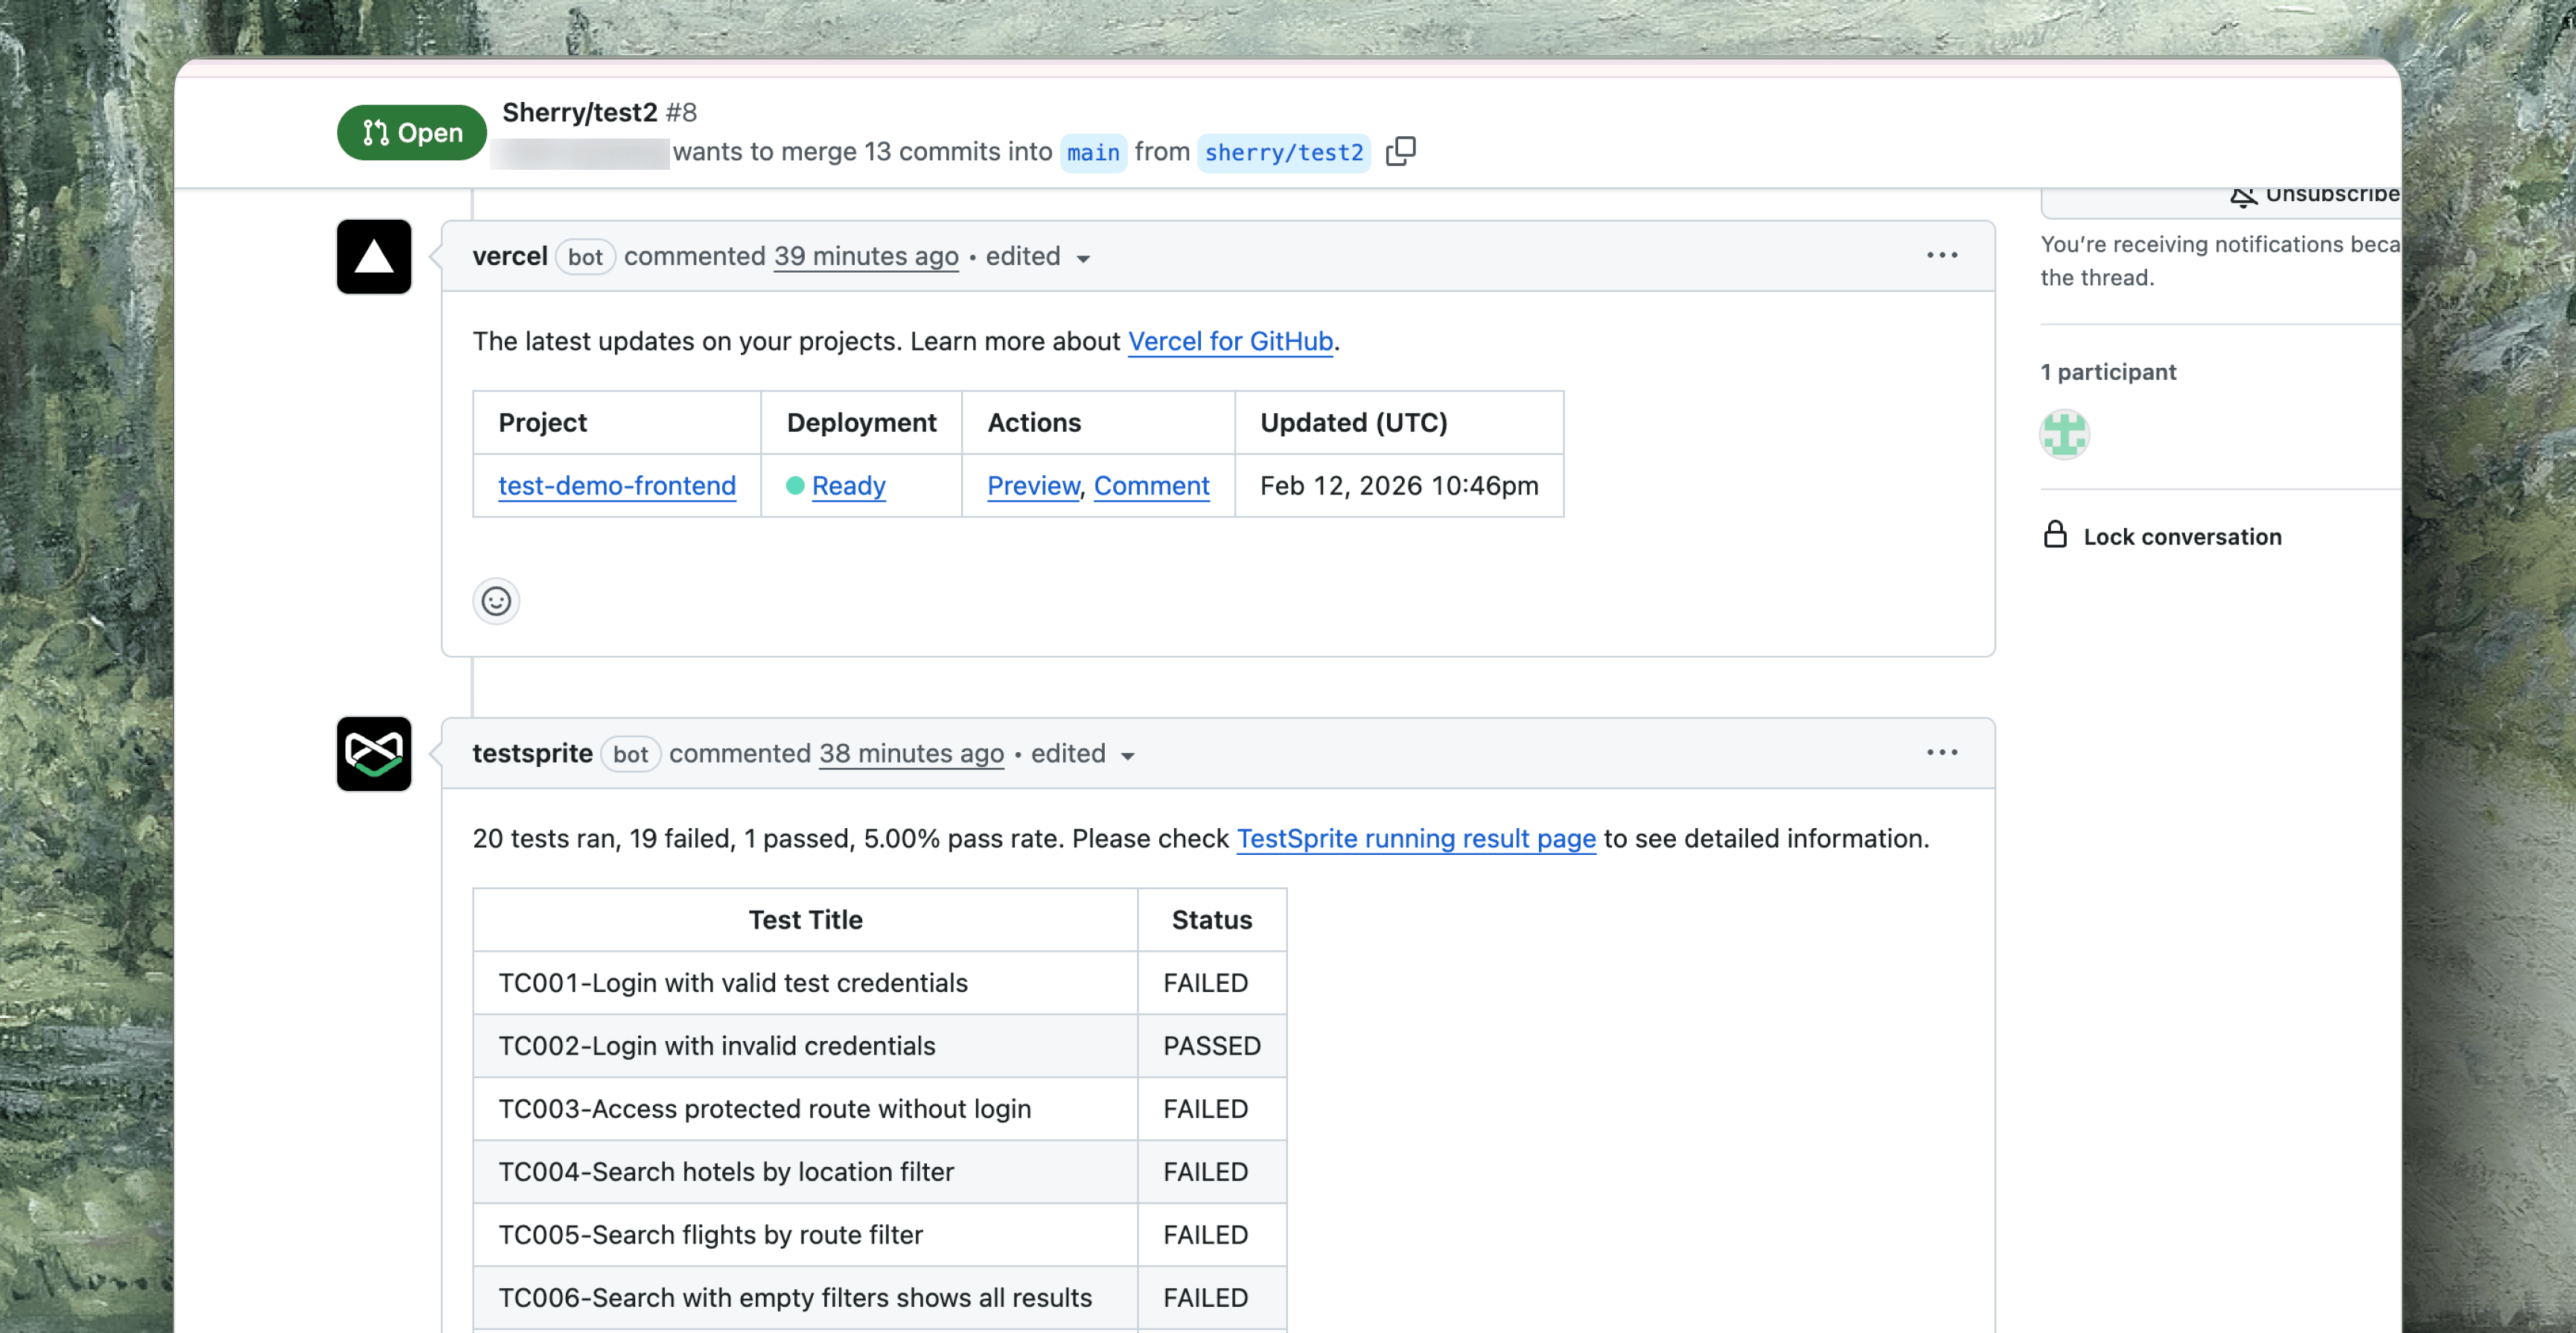 Open
Sherry/test2 #8
wants to merge 13 commits into main from sherry/test2
Unsubscribe
You're receiving notifications beca
the thread.
1 participant
Lock conversation
vercel bot commented 39 minutes ago • edited
The latest updates on your projects. Learn more about Vercel for GitHub.
Project Deployment Actions Updated (UTC)
test-demo-frontend Ready Preview, Comment Feb 12, 2026 10:46pm
testsprite bot commented 38 minutes ago • edited
20 tests ran, 19 failed, 1 passed, 5.00% pass rate. Please check TestSprite running result page to see detailed information.
Test Title Status
TC001-Login with valid test credentials FAILED
TC002-Login with invalid credentials PASSED
TC003-Access protected route without login FAILED
TC004-Search hotels by location filter FAILED
TC005-Search flights by route filter FAILED
TC006-Search with empty filters shows all results FAILED